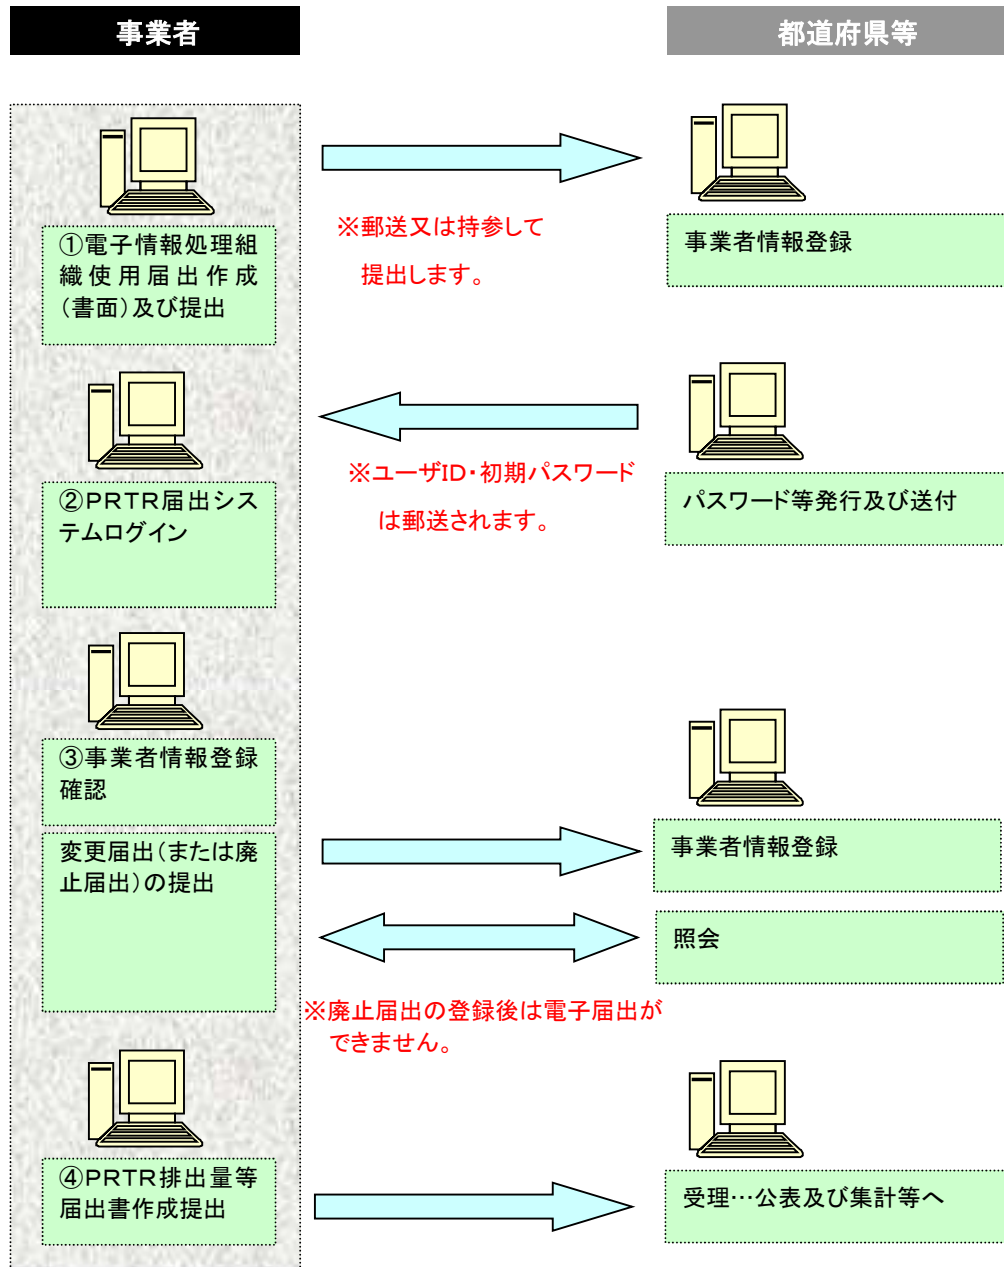 事業者
都道府県等
①電子情報処理組
織使用届出作成
（書面）及び提出
※郵送又は持参して
提出します。
事業者情報登録
②PRTR届出シス
テムログイン
※ユーザID・初期パスワード
は郵送されます。
パスワード等発行及び送付
③事業者情報登録
確認
変更届出（または廃
止届出）の提出
事業者情報登録
照会
※廃止届出の登録後は電子届出が
できません。
④PRTR排出量等
届出書作成提出
受理…公表及び集計等へ